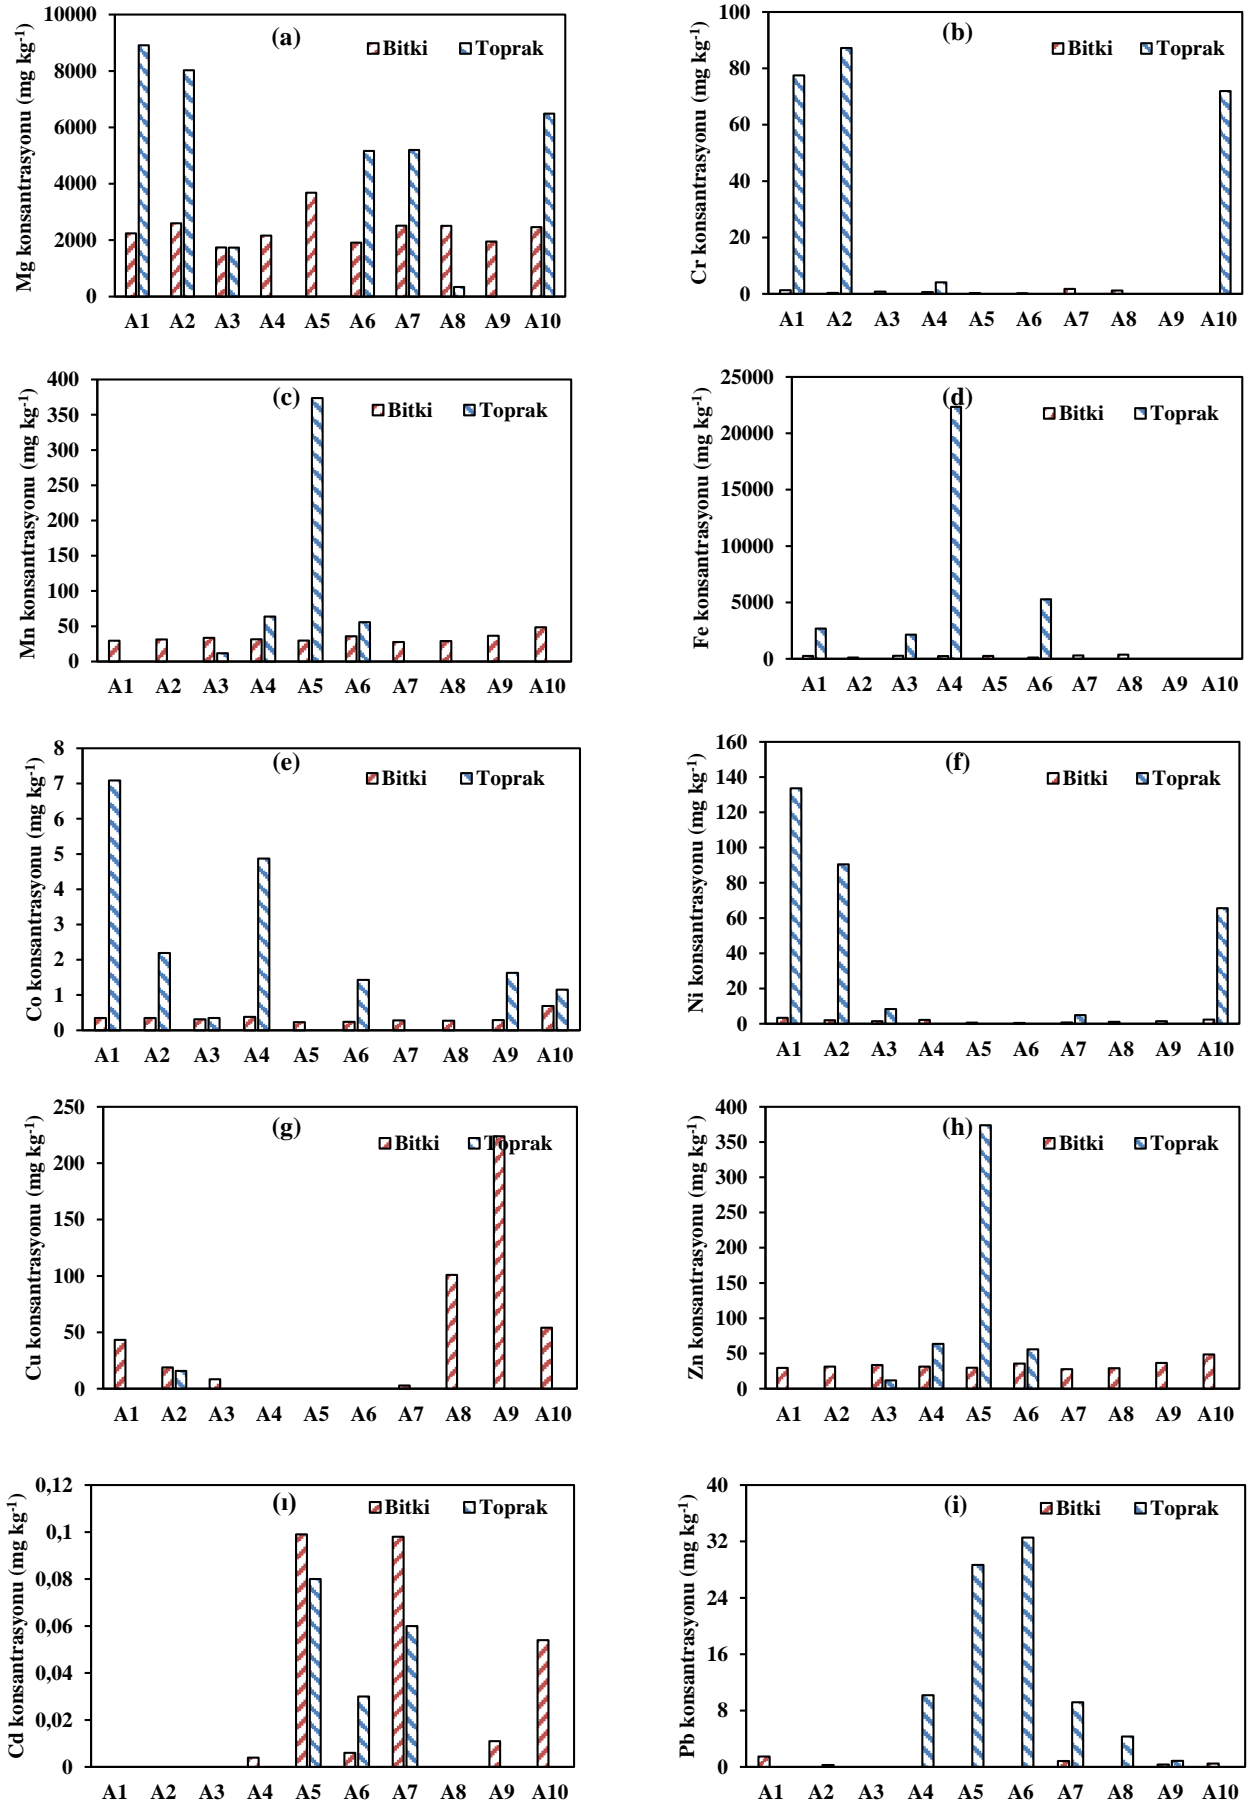 Mg konsantrasyonu (mg kg-1)
10000
8000
6000
4000
2000
0
(a)
Bitki Toprak
A1 A2 A3 A4 A5 A6 A7 A8 A9 A10
Cr konsantrasyonu (mg kg-1)
100
80
60
40
20
0
(b)
Bitki Toprak
A1 A2 A3 A4 A5 A6 A7 A8 A9 A10
Mn konsantrasyonu (mg kg-1)
400
350
300
250
200
150
100
50
0
(c)
Bitki Toprak
A1 A2 A3 A4 A5 A6 A7 A8 A9 A10
Fe konsantrasyonu (mg kg-1)
25000
20000
15000
10000
5000
0
(d)
Bitki Toprak
A1 A2 A3 A4 A5 A6 A7 A8 A9 A10
Co konsantrasyonu (mg kg-1)
8
7
6
5
4
3
2
1
0
(e)
Bitki Toprak
A1 A2 A3 A4 A5 A6 A7 A8 A9 A10
Ni konsantrasyonu (mg kg-1)
160
140
120
100
80
60
40
20
0
(f)
Bitki Toprak
A1 A2 A3 A4 A5 A6 A7 A8 A9 A10
Cu konsantrasyonu (mg kg-1)
250
200
150
100
50
0
(g)
Bitki Toprak
A1 A2 A3 A4 A5 A6 A7 A8 A9 A10
Zn konsantrasyonu (mg kg-1)
400
350
300
250
200
150
100
50
0
(h)
Bitki Toprak
A1 A2 A3 A4 A5 A6 A7 A8 A9 A10
Cd konsantrasyonu (mg kg-1)
0,12
0,1
0,08
0,06
0,04
0,02
0
(ı)
Bitki Toprak
A1 A2 A3 A4 A5 A6 A7 A8 A9 A10
Pb konsantrasyonu (mg kg-1)
40
32
24
16
8
0
(i)
Bitki Toprak
A1 A2 A3 A4 A5 A6 A7 A8 A9 A10